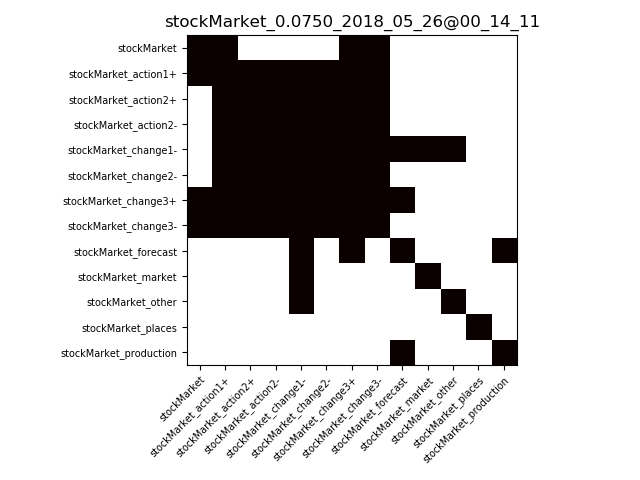 stockMarket_0.0750_2018_05_26@00_14_11
stockMarket
stockMarket_action1+
stockMarket_action2+
stockMarket_action2-
stockMarket_change1-
stockMarket_change2-
stockMarket_change3+
stockMarket_change3-
stockMarket_forecast
stockMarket_market
stockMarket_other
stockMarket_places
stockMarket_production
stockMarket
stockMarket_action1+
stockMarket_action2+
stockMarket_action2-
stockMarket_change1-
stockMarket_change2-
stockMarket_change3+
stockMarket_change3-
stockMarket_forecast
stockMarket_market
stockMarket_other
stockMarket_places
stockMarket_production